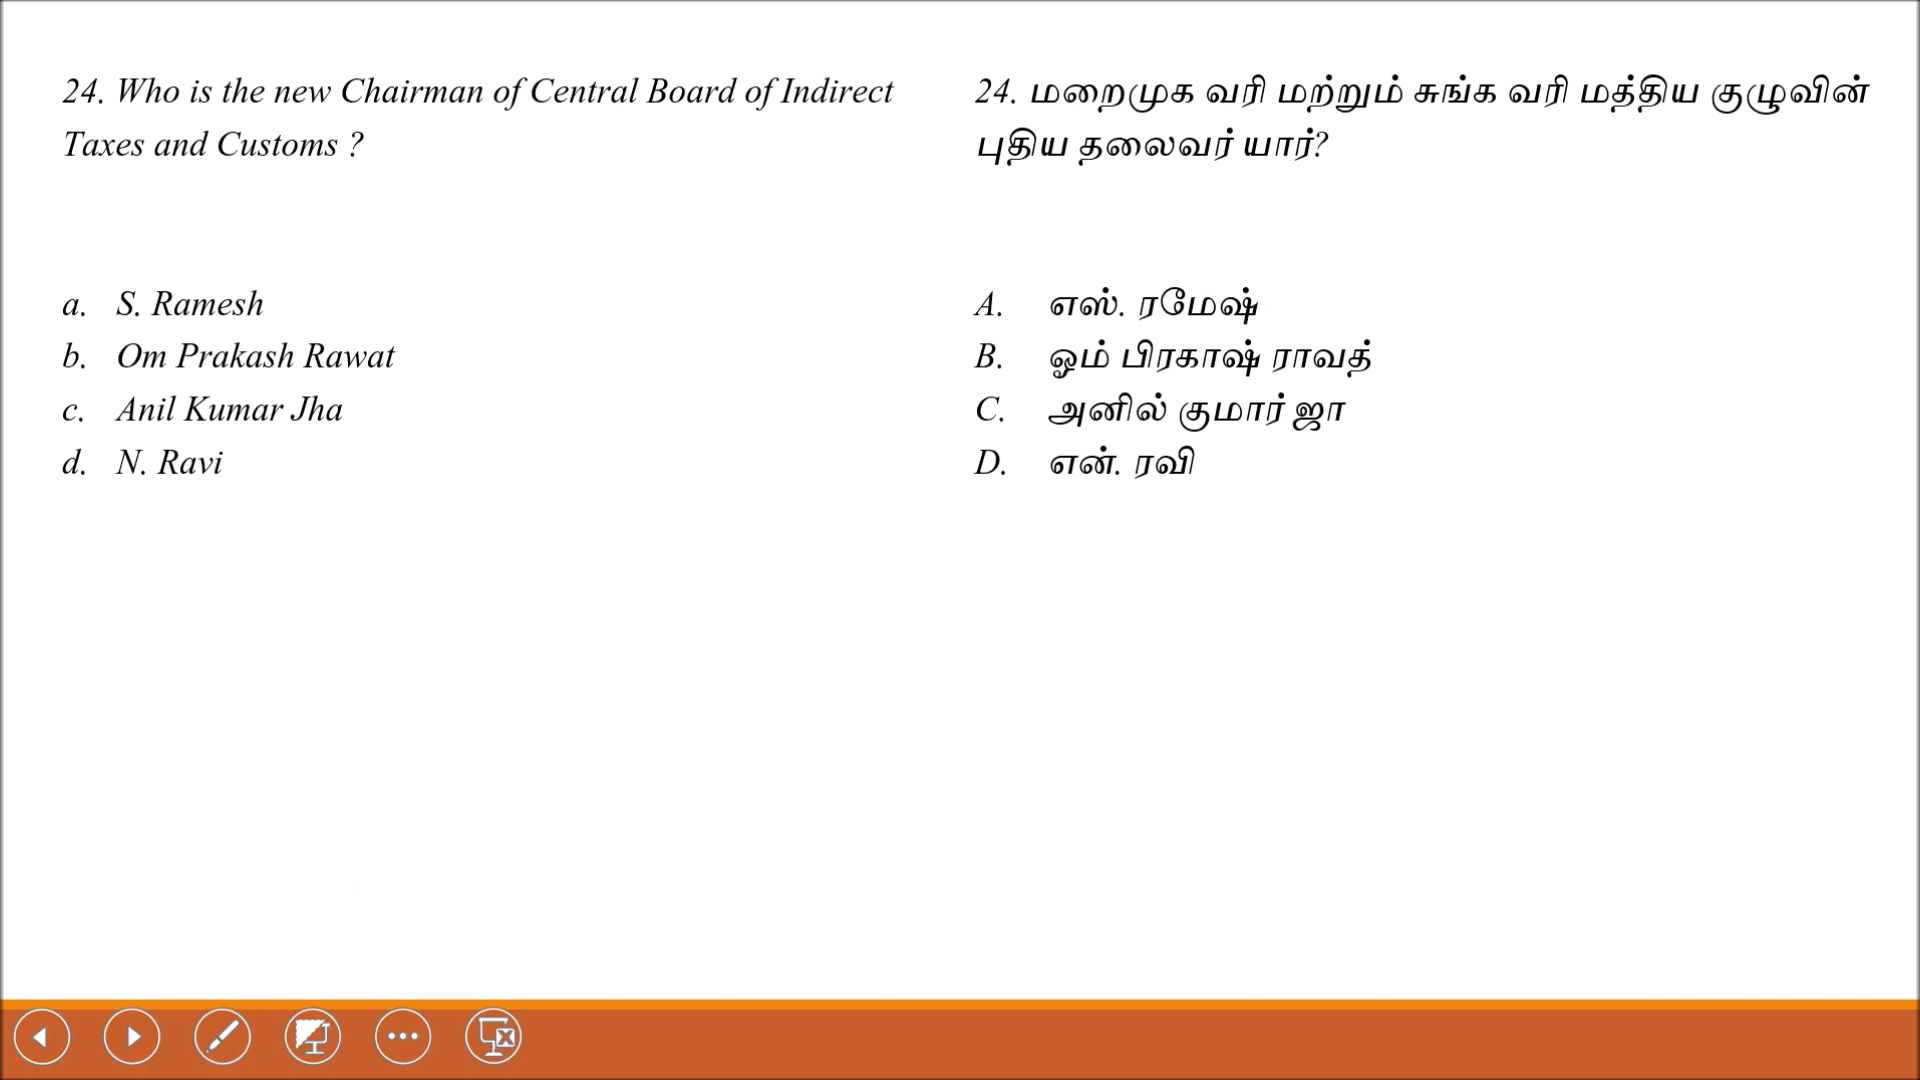 24. Who is the new Chairman of Central Board of Indirect
Taxes and Customs ?
a. S. Ramesh
b. Om Prakash Rawat
c. Anil Kumar Jha
d. N. Ravi
24. மறைமுக வரி மற்றும் சுங்க வரி மத்திய குழுவின்
புதிய தலைவர் யார்?
A. எஸ். ரமேஷ்
B. ஓம் பிரகாஷ் ராவத்
C. அனில் குமார் ஜா
D. என். ரவி